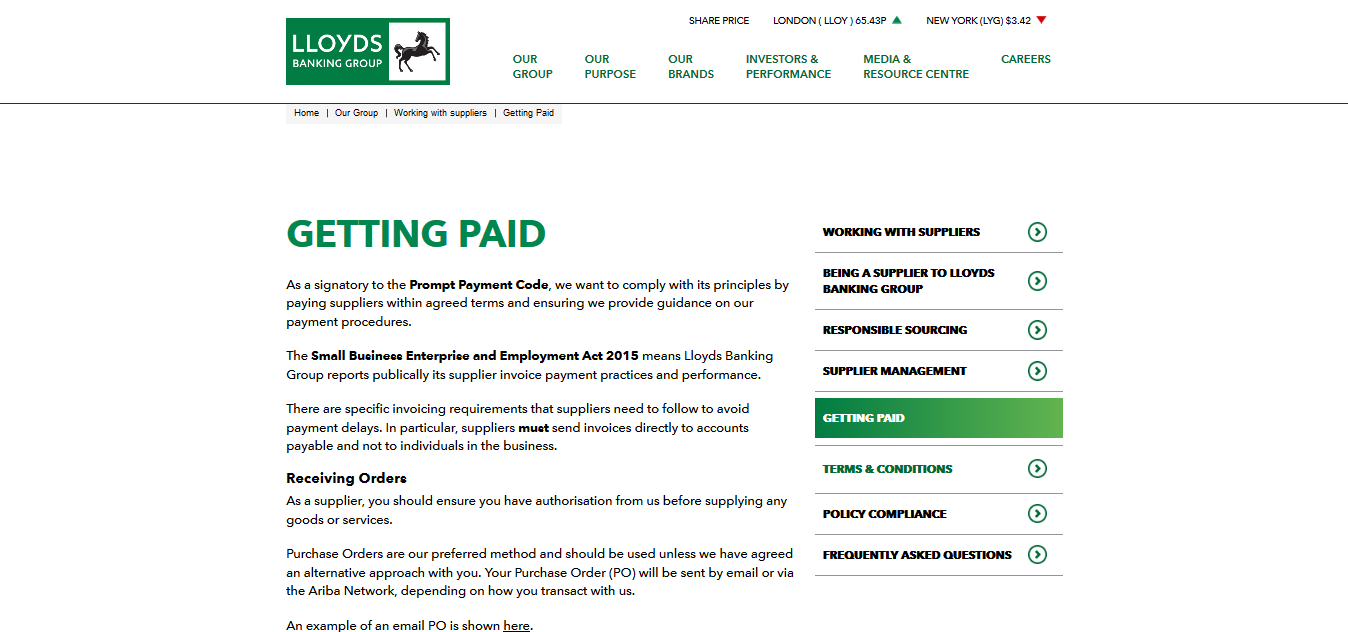 SHARE PRICE LONDON ( LLOY ) 65.43P NEW YORK (LYG) $3.42
LLOYDS
BANKING GROUP
OUR GROUP
OUR PURPOSE
OUR BRANDS
INVESTORS & PERFORMANCE
MEDIA & RESOURCE CENTRE
CAREERS
Home | Our Group | Working with suppliers | Getting Paid
GETTING PAID
As a signatory to the Prompt Payment Code, we want to comply with its principles by
paying suppliers within agreed terms and ensuring we provide guidance on our
payment procedures.
The Small Business Enterprise and Employment Act 2015 means Lloyds Banking
Group reports publically its supplier invoice payment practices and performance.
There are specific invoicing requirements that suppliers need to follow to avoid
payment delays. In particular, suppliers must send invoices directly to accounts
payable and not to individuals in the business.
Receiving Orders
As a supplier, you should ensure you have authorisation from us before supplying any
goods or services.
Purchase Orders are our preferred method and should be used unless we have agreed
an alternative approach with you. Your Purchase Order (PO) will be sent by email or via
the Ariba Network, depending on how you transact with us.
An example of an email PO is shown here.
WORKING WITH SUPPLIERS
BEING A SUPPLIER TO LLOYDS
BANKING GROUP
RESPONSIBLE SOURCING
SUPPLIER MANAGEMENT
GETTING PAID
TERMS & CONDITIONS
POLICY COMPLIANCE
FREQUENTLY ASKED QUESTIONS